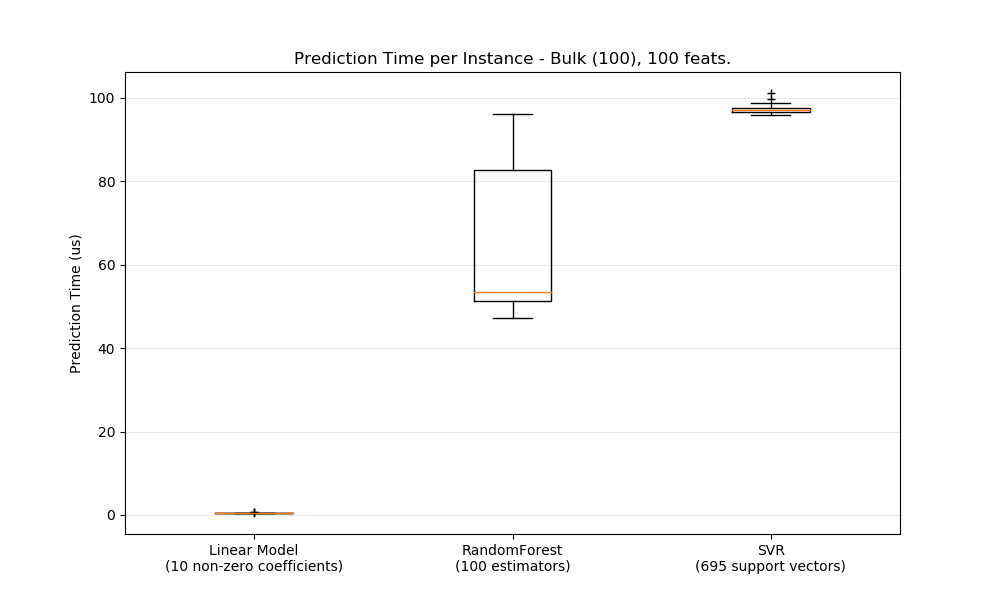 Prediction Time per Instance - Bulk (100), 100 feats.
Prediction Time (us)
100
80
60
40
20
0
Linear Model
(10 non-zero coefficients)
RandomForest
(100 estimators)
SVR
(695 support vectors)